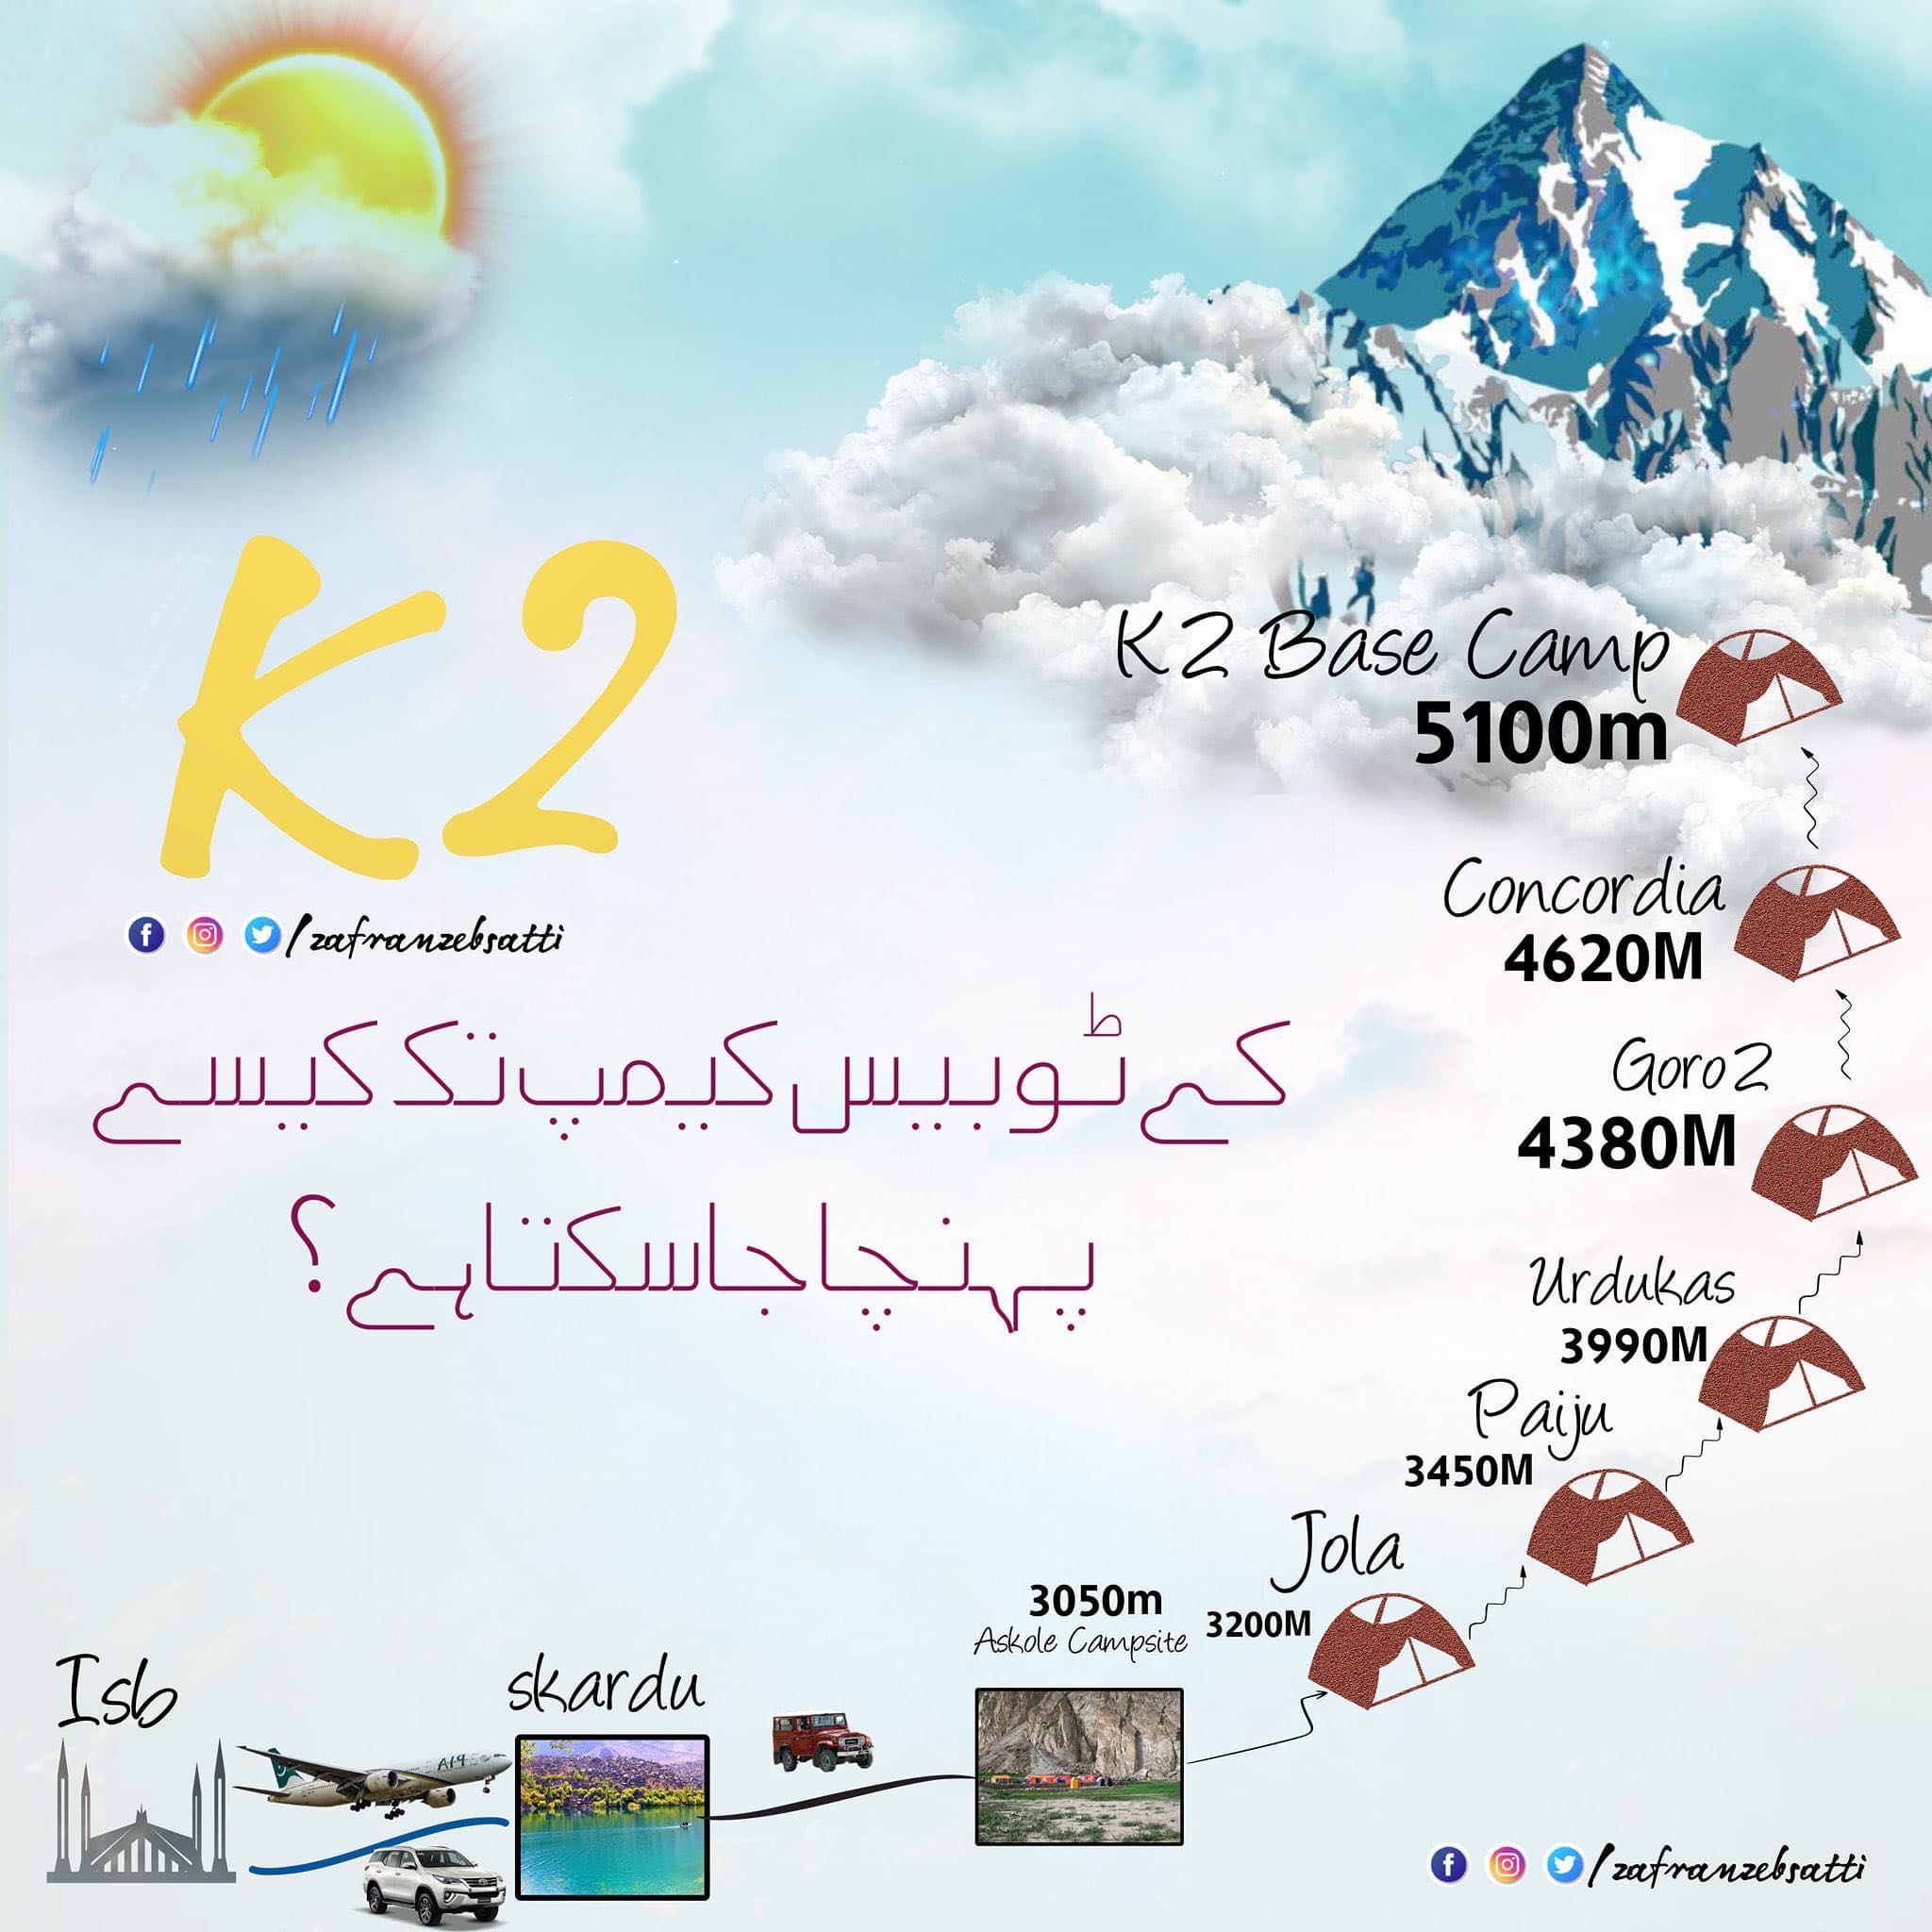 K2
/zafranzebsatti
کے ٹو بیس کیمپ تک کیسے
پہنچا جا سکتا ہے؟
K2 Base Camp
5100m
Concordia
4620M
Goro2
4380M
Urdukas
3990M
Paiju
3450M
Jola
3200M
3050m
Askole Campsite
skardu
Isb
PIA
/zafranzebsatti